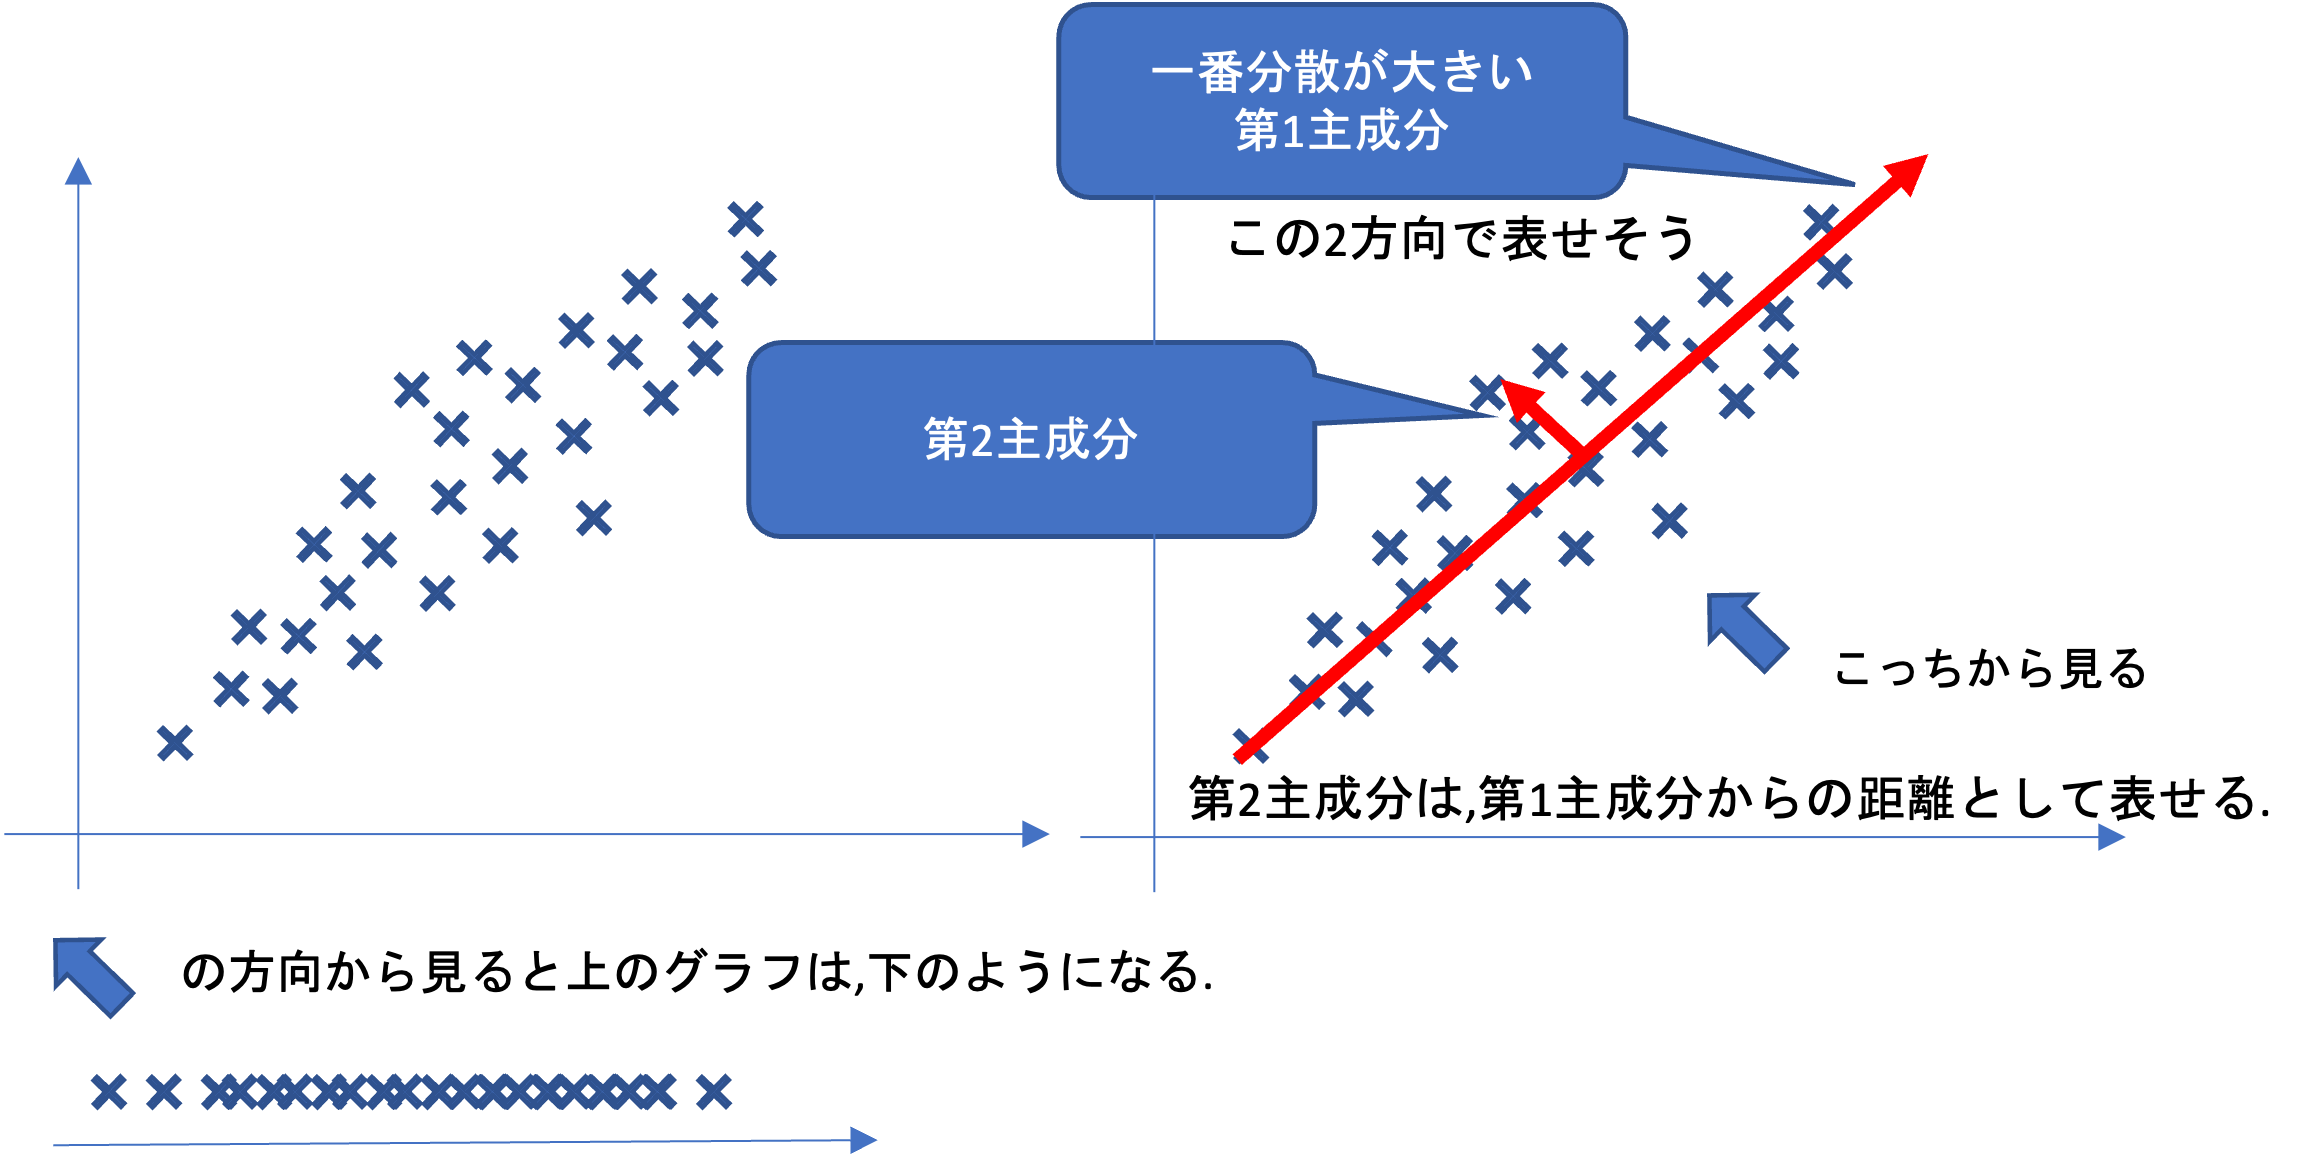 一番分散が大きい
第1主成分
この2方向で表せそう
第2主成分
こっちから見る
第2主成分は,第1主成分からの距離として表せる.
の方向から見ると上のグラフは,下のようになる.